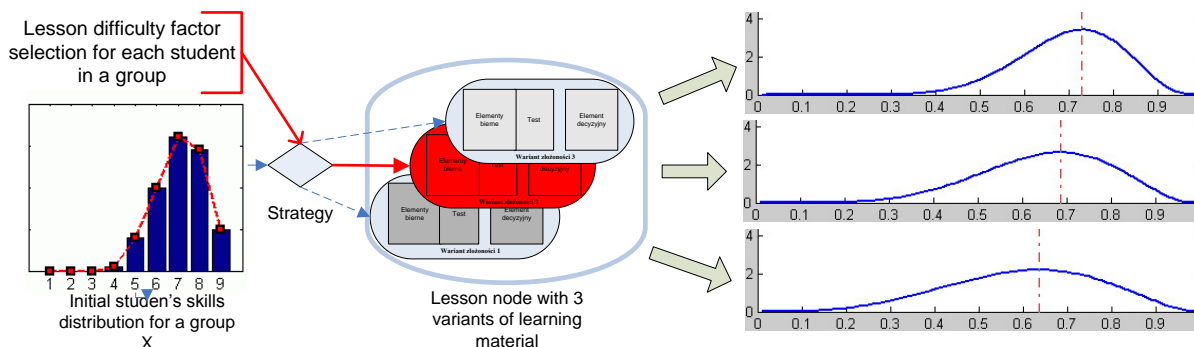 Lesson difficulty factor
selection for each student
in a group
1 2 3 4 5 6 7 8 9
Initial studen's skills
distribution for a group
X
Strategy
Elementy
bierne
Test
Element
decyzyjny
Wariant złożoności 3
Elementy
bierne
Test
Element
decyzyjny
Wariant złożoności 2
Elementy
bierne
Test
Element
decyzyjny
Wariant złożoności 1
Lesson node with 3
variants of learning
material
4
2
0 0.1 0.2 0.3 0.4 0.5 0.6 0.7 0.8 0.9
4
2
0 0.1 0.2 0.3 0.4 0.5 0.6 0.7 0.8 0.9
4
2
0 0.1 0.2 0.3 0.4 0.5 0.6 0.7 0.8 0.9